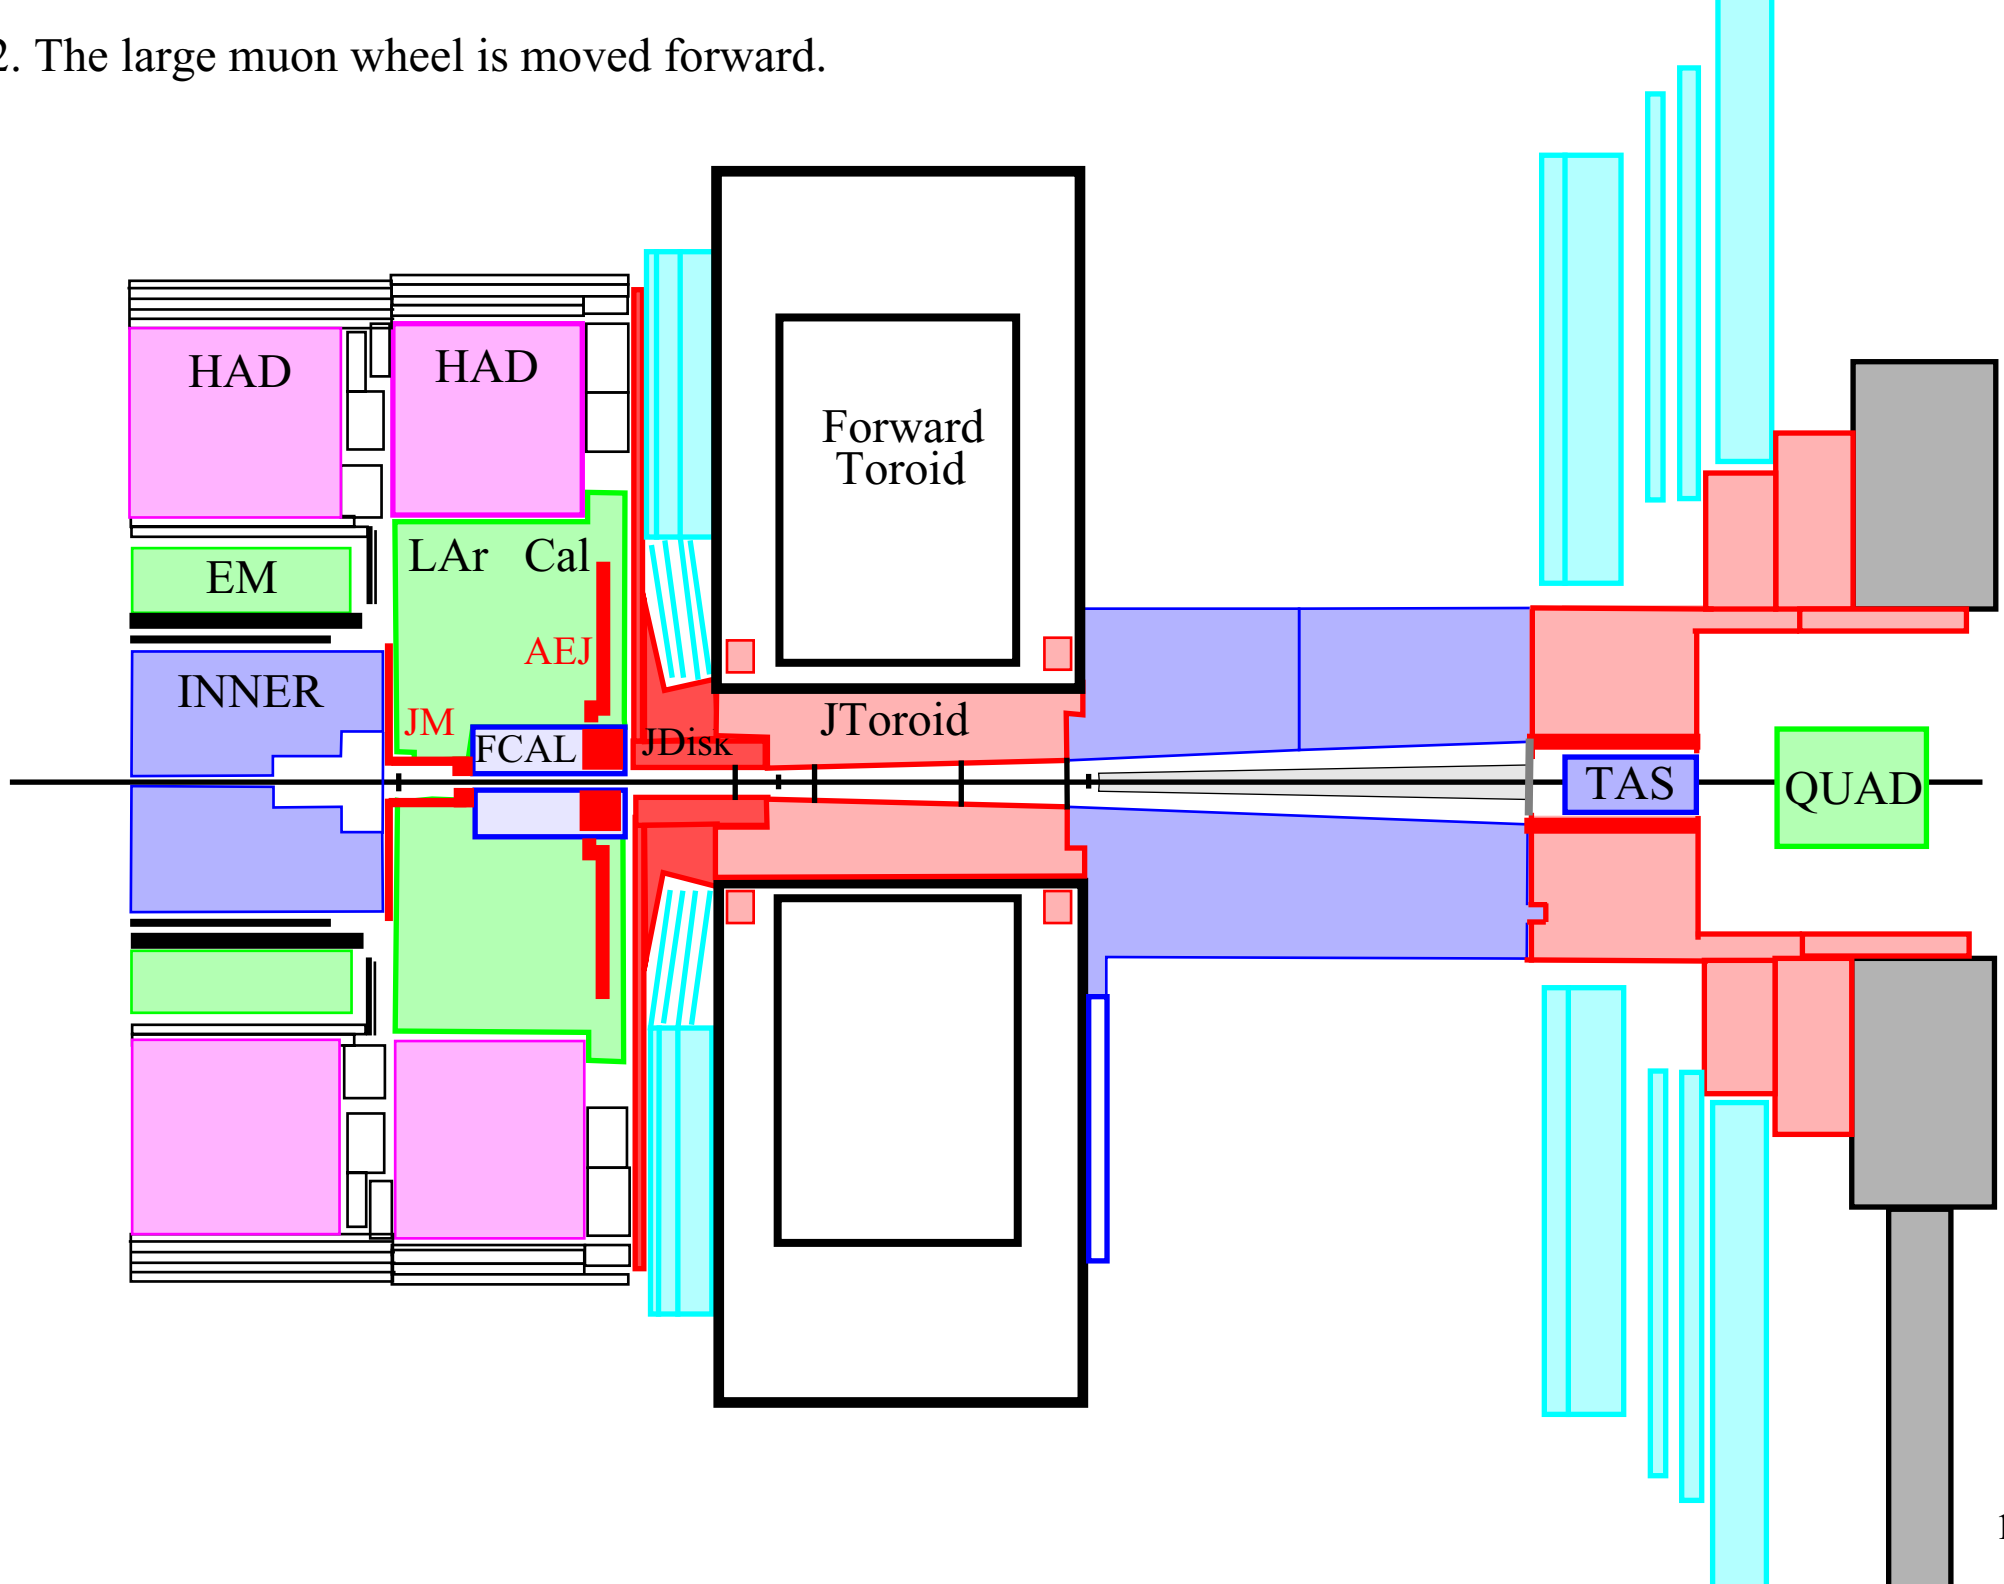 2. The large muon wheel is moved forward.
HAD
HAD
Forward
Toroid
LAr Cal
EM
AEJ
INNER
JM
JToroid
FCAL
JDisk
TAS
QUAD